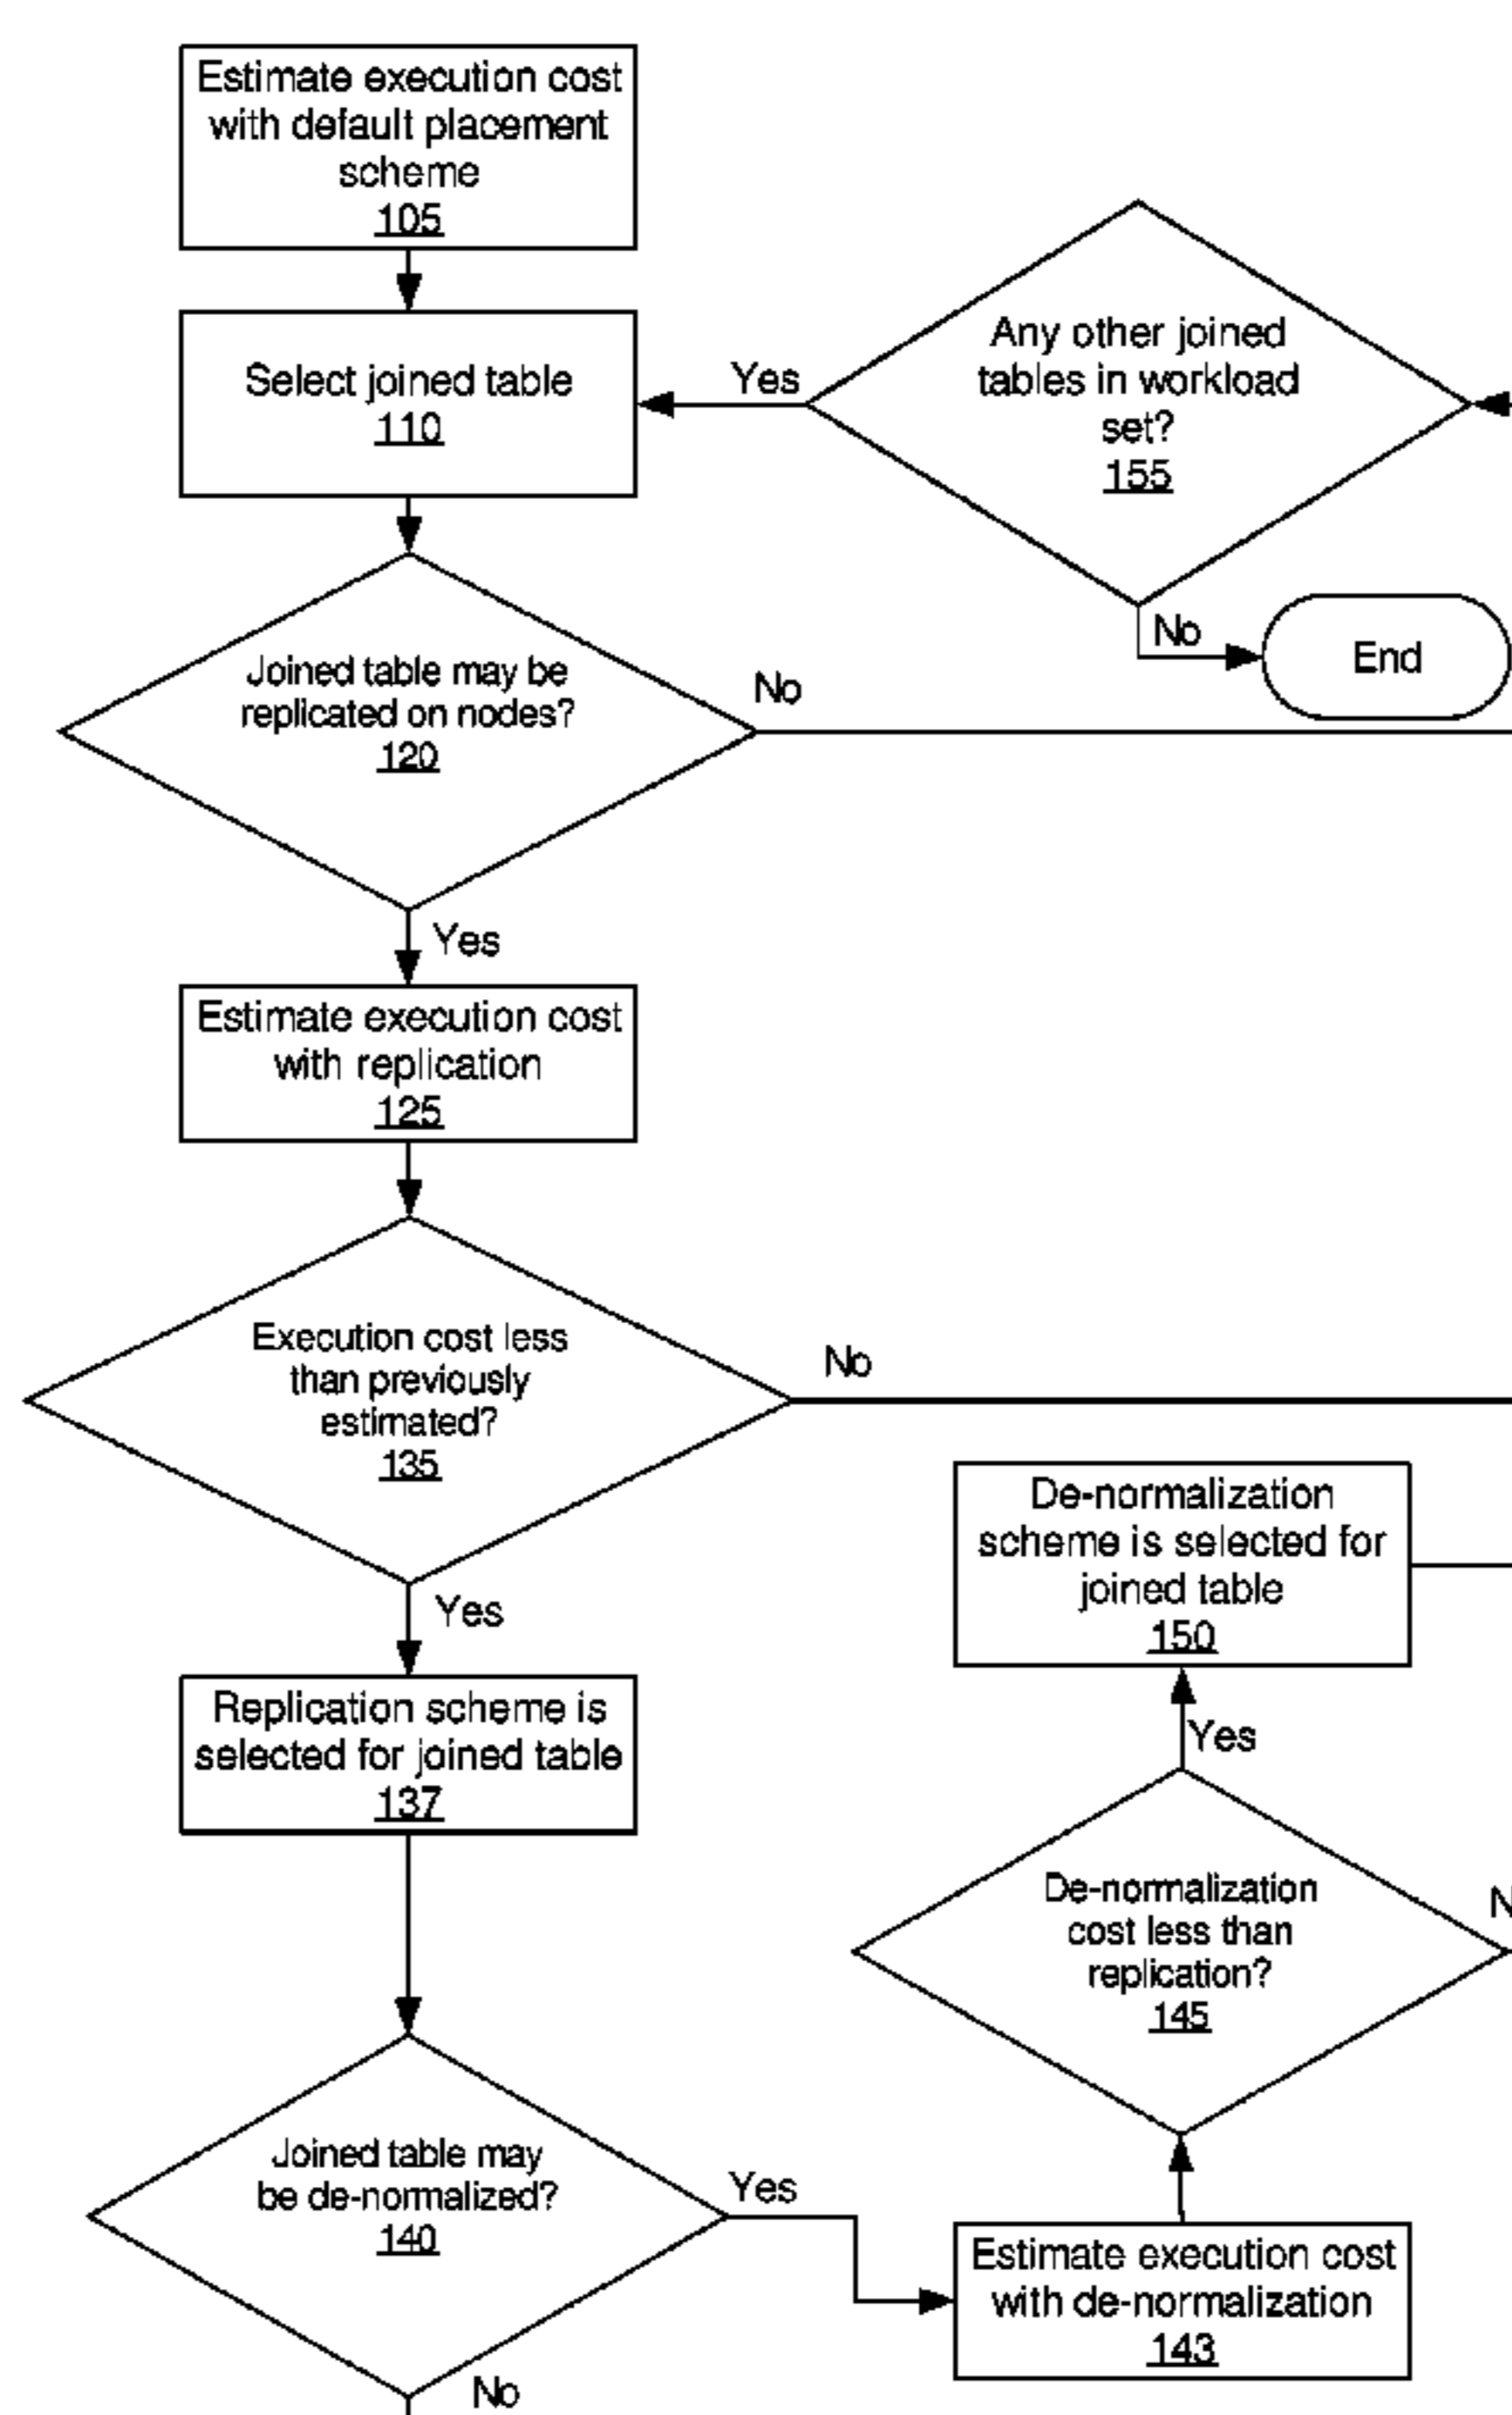 Estimate execution cost
with default placement
scheme
105
Select joined table
110
Yes
Any other joined
tables in workload
set?
155
No
End
Joined table may be
replicated on nodes?
120
No
Yes
Estimate execution cost
with replication
125
Execution cost less
than previously
estimated?
135
No
Yes
Replication scheme is
selected for joined table
137
De-normalization
scheme is selected for
joined table
150
Yes
De-normalization
cost less than
replication?
145
Joined table may
be de-normalized?
140
Yes
No
Estimate execution cost
with de-normalization
143